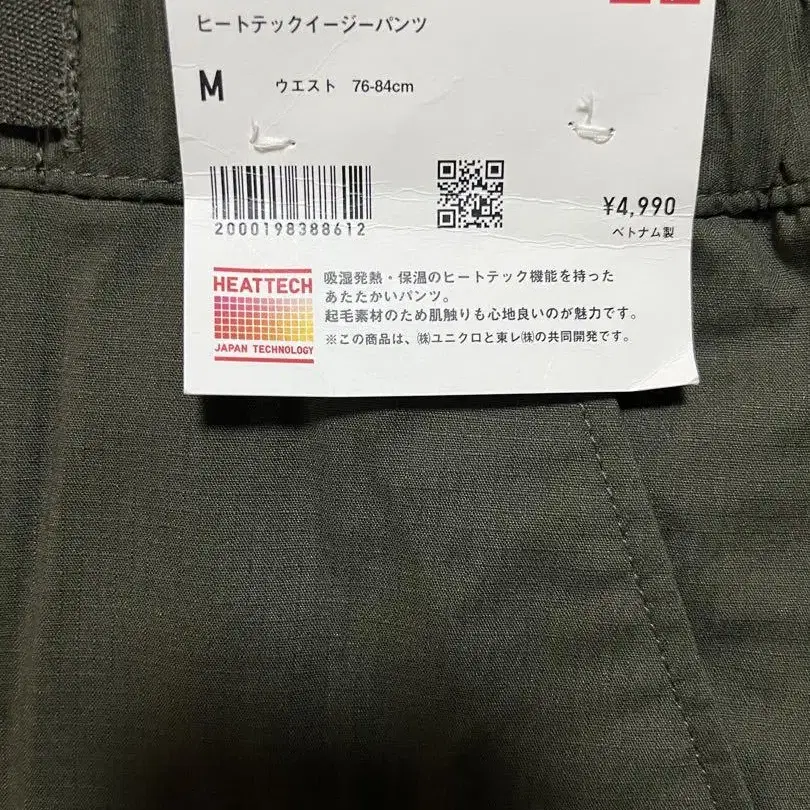 ヒートテックイージーパンツ
M ウエスト 76-84cm
2000198388612
¥4,990
ベトナム製
HEATTECH
JAPAN TECHNOLOGY
吸湿発熱・保温のヒートテック機能を持った
あたたかいパンツ。
起毛素材のため肌触りも心地良いのが魅力です。
※この商品は、㈱ユニクロと東レ㈱の共同開発です。